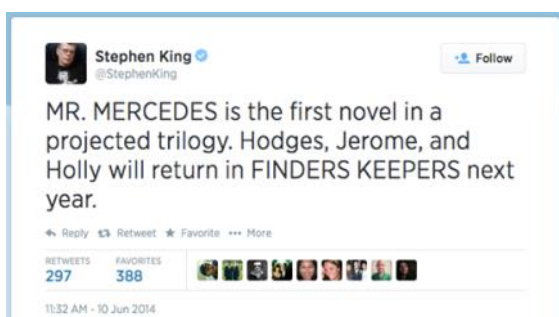 Stephen King
@StephenKing
Follow
MR. MERCEDES is the first novel in a
projected trilogy. Hodges, Jerome, and
Holly will return in FINDERS KEEPERS next
year.
Reply Retweet Favorite More
RETWEETS FAVORITES
297 388
11:32 AM - 10 Jun 2014